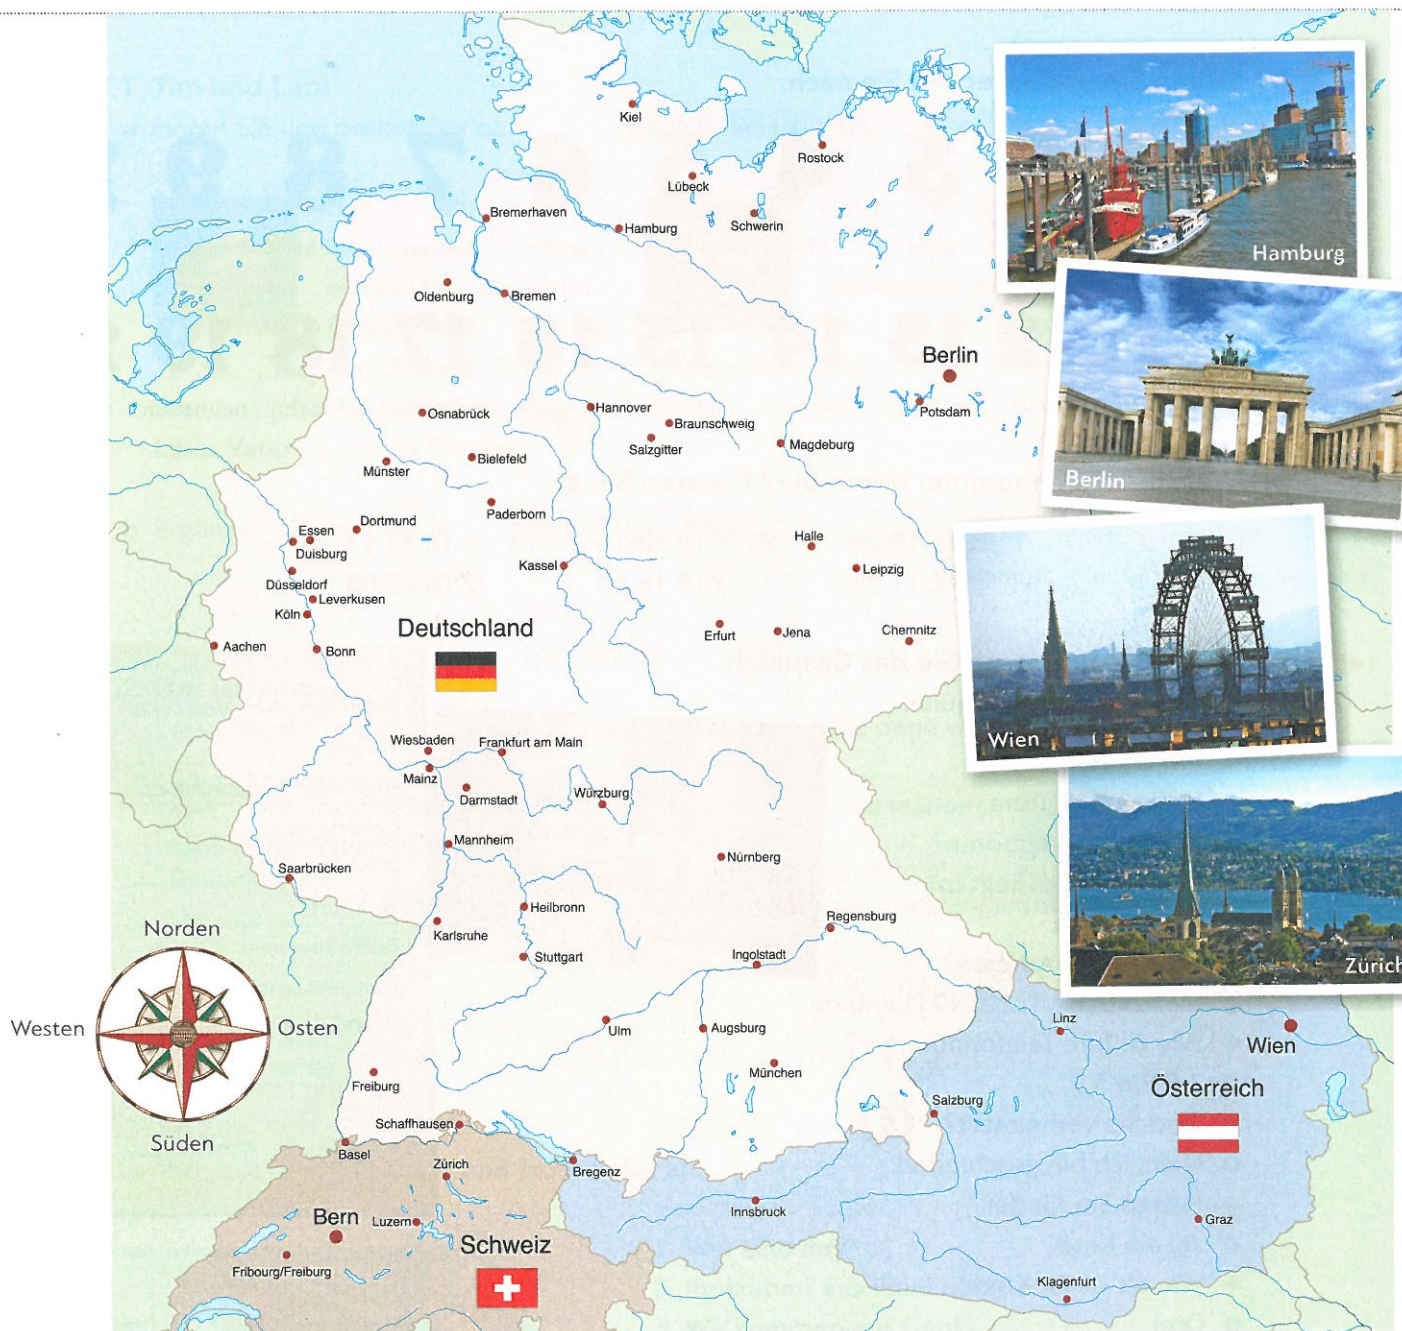 Kiel
Rostock
Lübeck
Schwerin
Bremerhaven
Hamburg
Hamburg
Oldenburg
Bremen
Berlin
Potsdam
Osnabrück
Hannover
Braunschweig
Salzgitter
Magdeburg
Münster
Bielefeld
Berlin
Paderborn
Dortmund
Essen
Duisburg
Halle
Kassel
Leipzig
Düsseldorf
Leverkusen
Köln
Deutschland
Erfurt
Jena
Chemnitz
Aachen
Bonn
Wien
Wiesbaden
Frankfurt am Main
Mainz
Darmstadt
Würzburg
Mannheim
Nürnberg
Saarbrücken
Heilbronn
Regensburg
Norden
Karlsruhe
Stuttgart
Ingolstadt
Zürich
Westen
Osten
Ulm
Augsburg
Linz
Wien
München
Freiburg
Österreich
Salzburg
Schaffhausen
Süden
Basel
Zürich
Bregenz
Innsbruck
Bern
Luzern
Graz
Schweiz
Fribourg/Freiburg
Klagenfurt